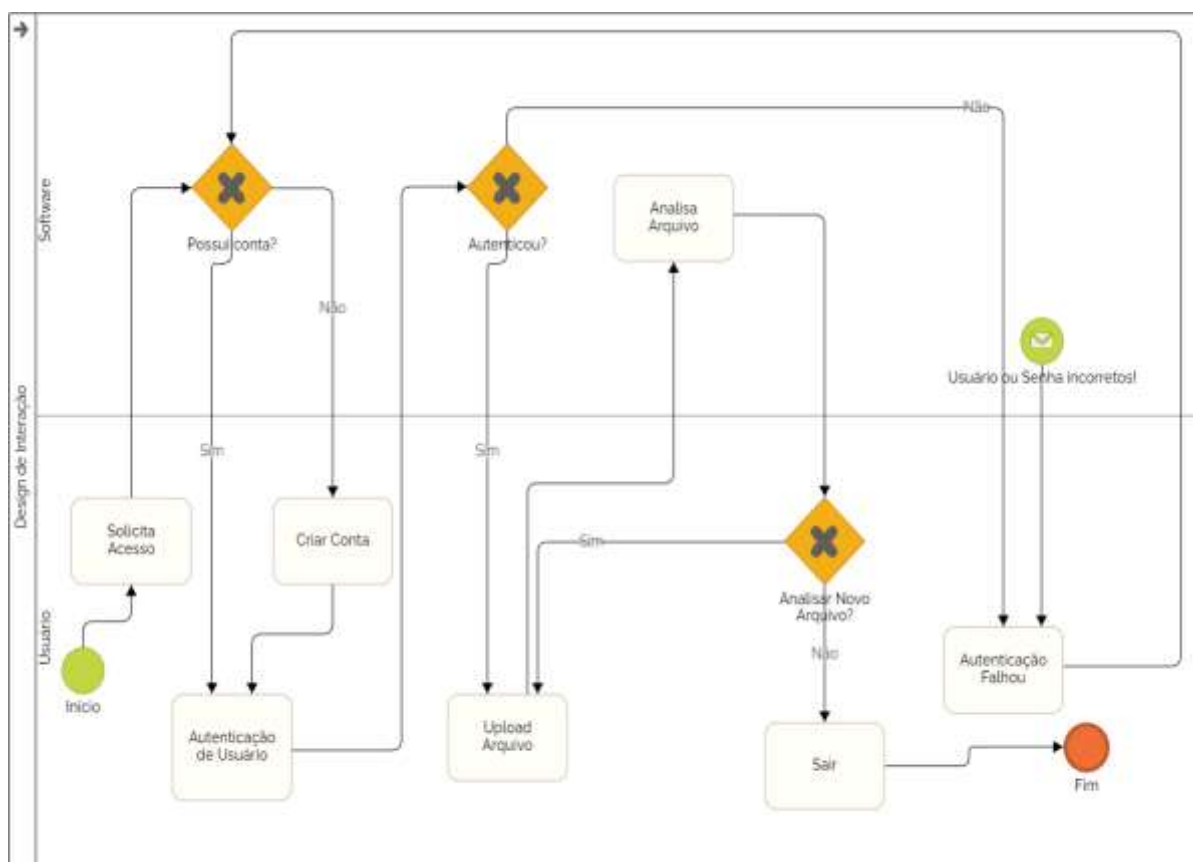 Design de Interação
Software
Usuário
Possui conta?
Autenticou?
Analisa
Arquivo
Não
Não
Usuário ou Senha incorretos!
Sim
Sim
Solicita
Acesso
Criar Conta
Sim
Analisar Novo
Arquivo?
Não
Autenticação
Falhou
Inicio
Autenticação
de Usuário
Upload
Arquivo
Sair
Fim